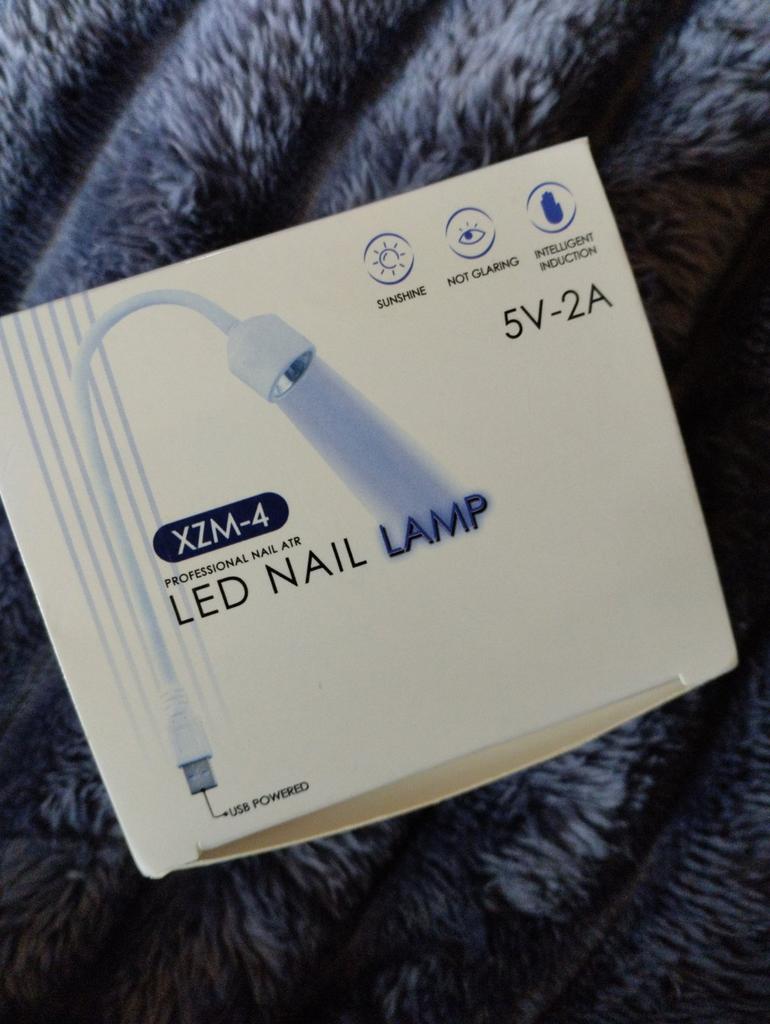 SUNSHINE
NOT GLARING
INTELLIGENT
INDUCTION
5V-2A
XZM-4
PROFESSIONAL NAIL ATR
LED NAIL LAMP
USB POWERED